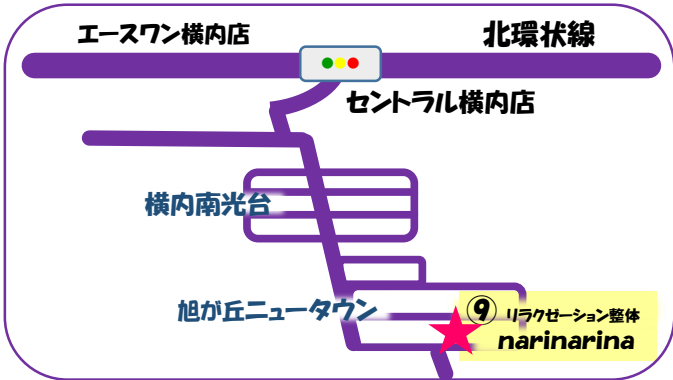 エースワン横内店
北環状線
セントラル横内店
横内南光台
旭が丘ニュータウン
⑨ リラクゼーション整体
narinarina